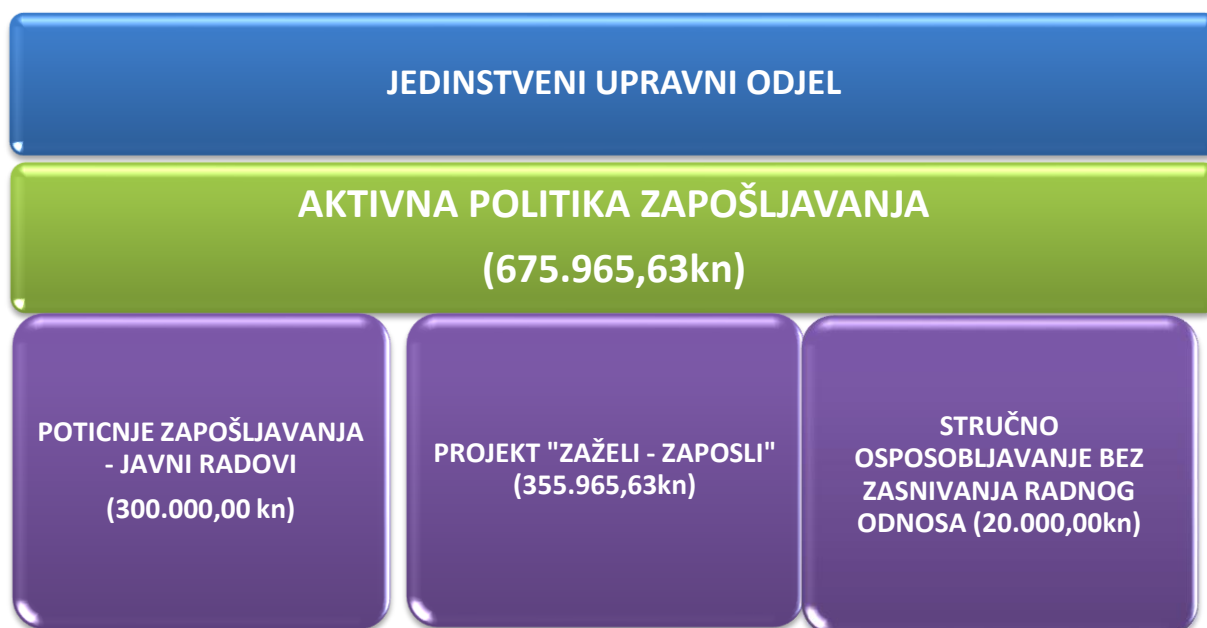 JEDINSTVENI UPRAVNI ODJEL
AKTIVNA POLITIKA ZAPOŠLJAVANJA
(675.965,63kn)
POTICNJE ZAPOŠLJAVANJA
- JAVNI RADOVI
(300.000,00 kn)
PROJEKT "ZAŽELI - ZAPOSLI"
(355.965,63kn)
STRUČNO
OSPOSOBLJAVANJE BEZ
ZASNIVANJA RADNOG
ODNOSA (20.000,00kn)